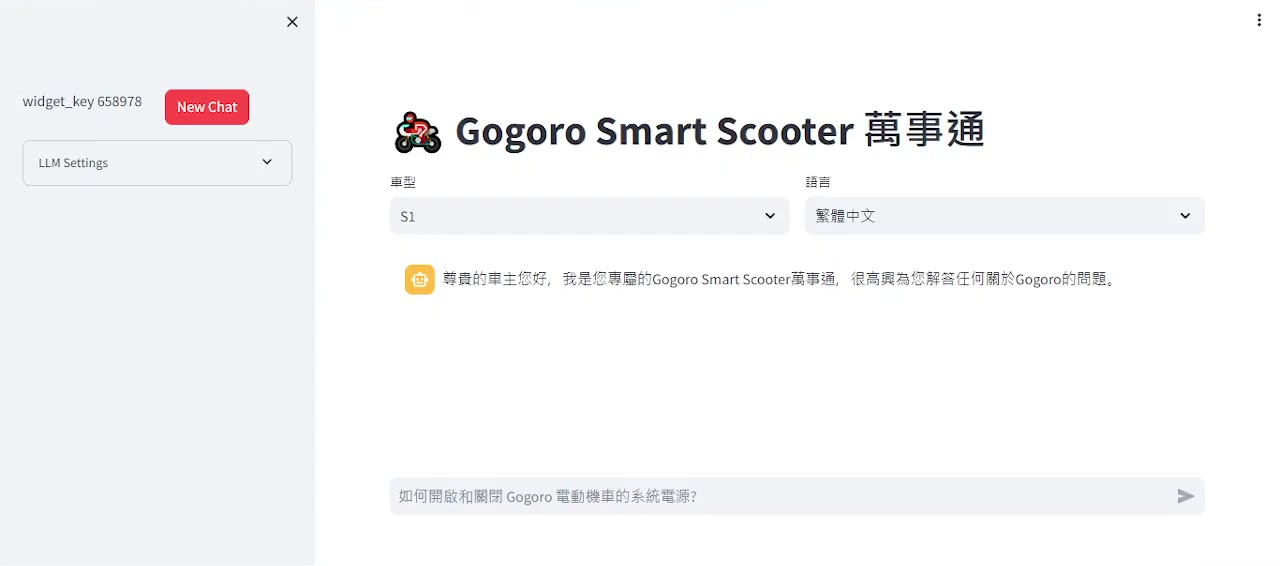 widget_key 658978
New Chat
LLM Settings
Gogoro Smart Scooter 萬事通
車型
語言
S1
繁體中文
尊貴的車主您好，我是您專屬的Gogoro Smart Scooter萬事通，很高興為您解答任何關於Gogoro的問題。
如何開啟和關閉 Gogoro 電動機車的系統電源?